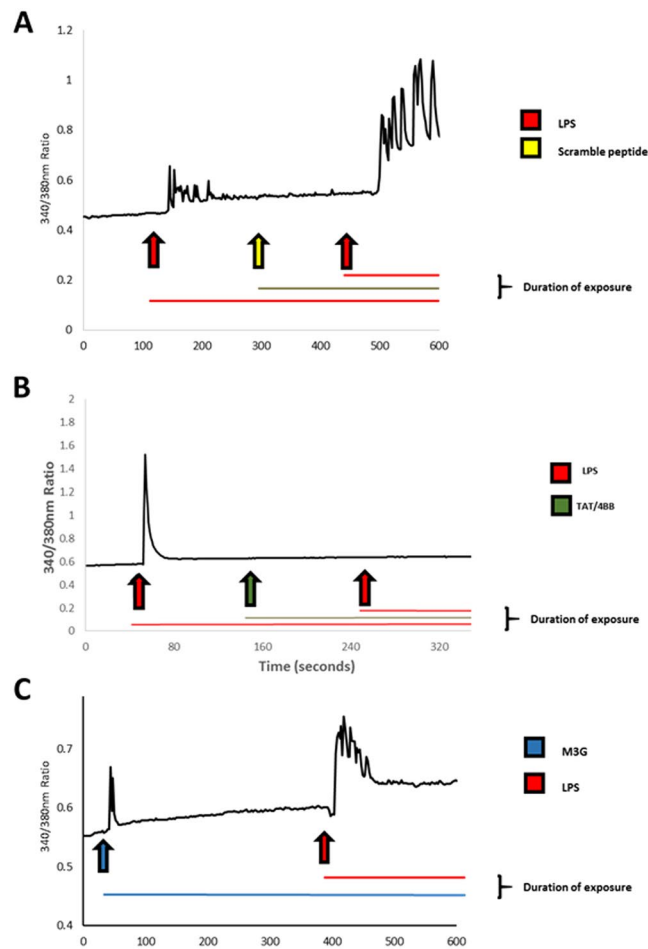 A
1.2
1
0.8
0.6
0.4
0.2
0
340/380nm Ratio
0 100 200 300 400 500 600
LPS
Scramble peptide
Duration of exposure
B
2
1.8
1.6
1.4
1.2
1
0.8
0.6
0.4
0.2
0
340/380nm Ratio
0 80 160 240 320
Time (seconds)
LPS
TAT/4BB
Duration of exposure
C
0.7
0.6
0.5
0.4
340/380nm Ratio
0 100 200 300 400 500 600
M3G
LPS
Duration of exposure